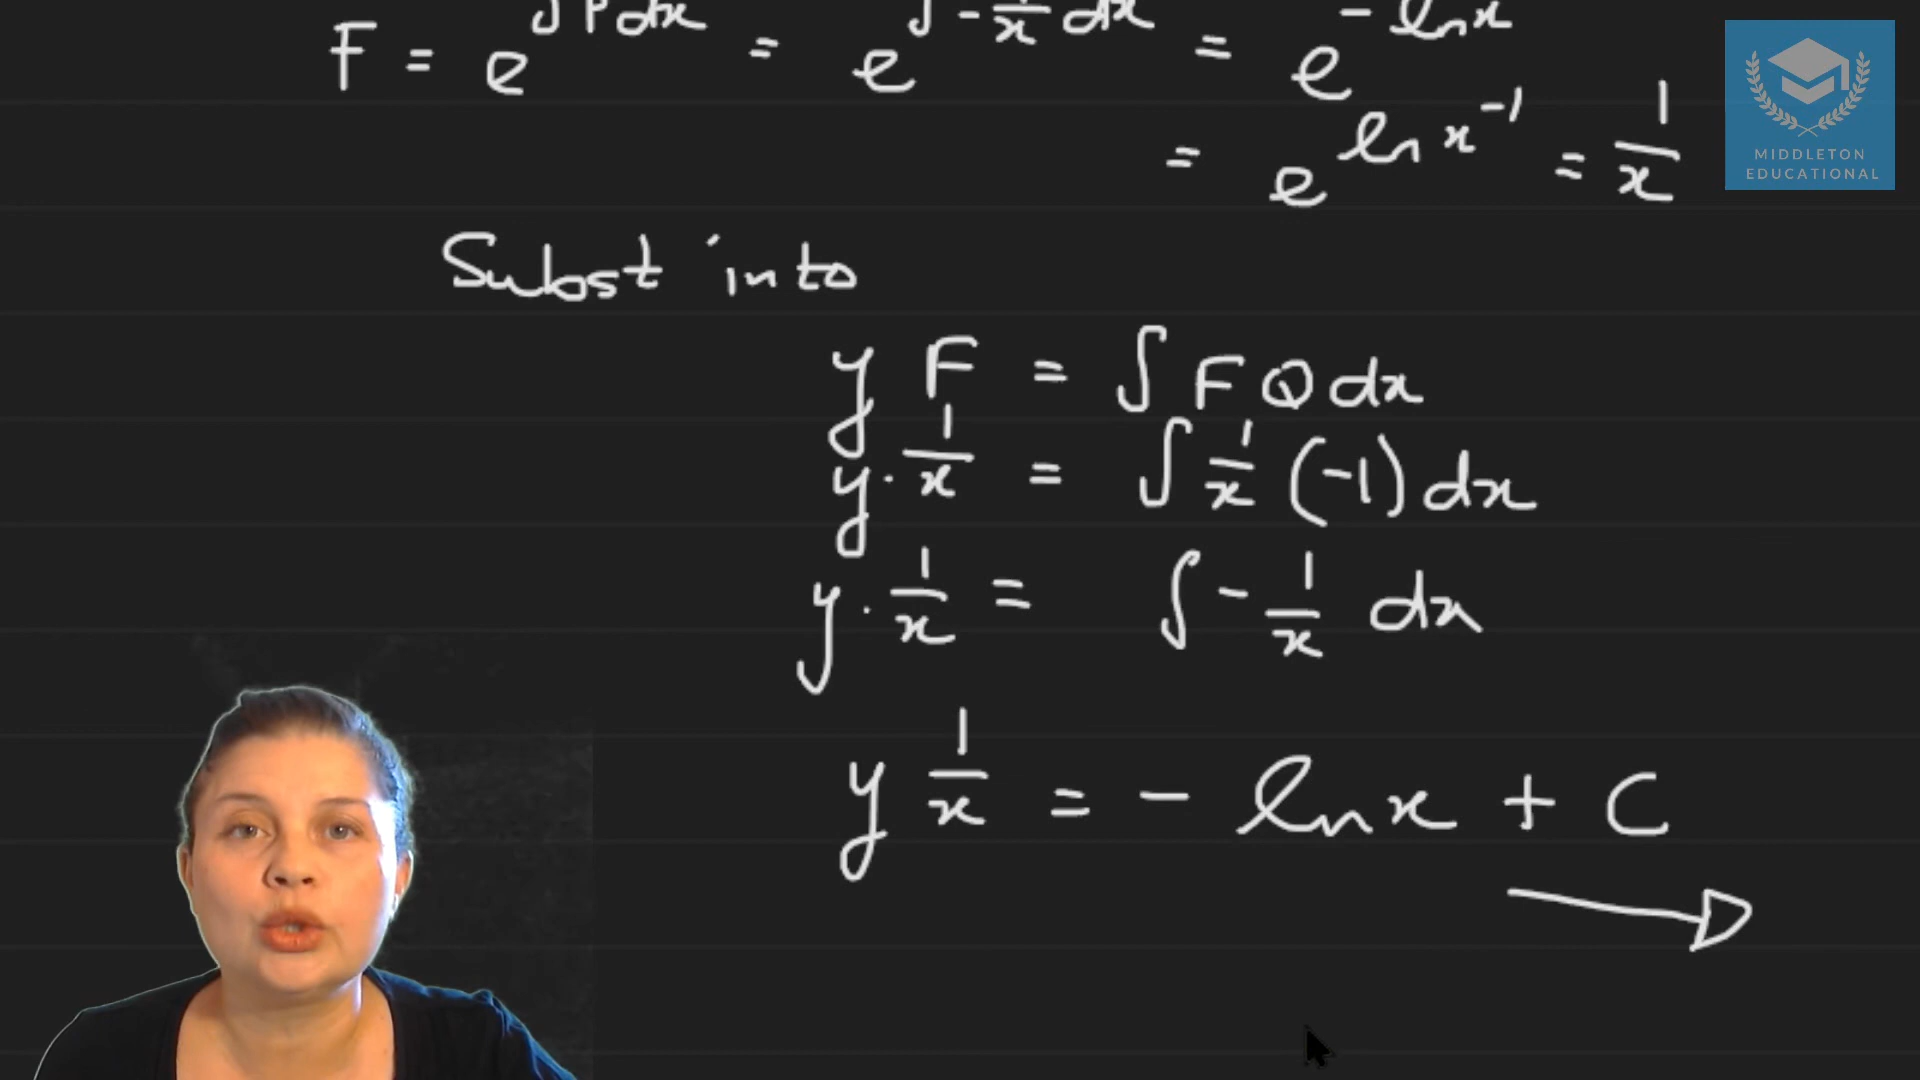 F = e^{∫P dx} = e^{∫-1/x dx} = e^{-ln x}
= e^{ln x^{-1}} = 1/x
MIDDLETON
EDUCATIONAL
Subst into
y F = ∫ F Q dx
y · 1/x = ∫ 1/x (-1) dx
y · 1/x = ∫ - 1/x dx
y 1/x = - ln x + C